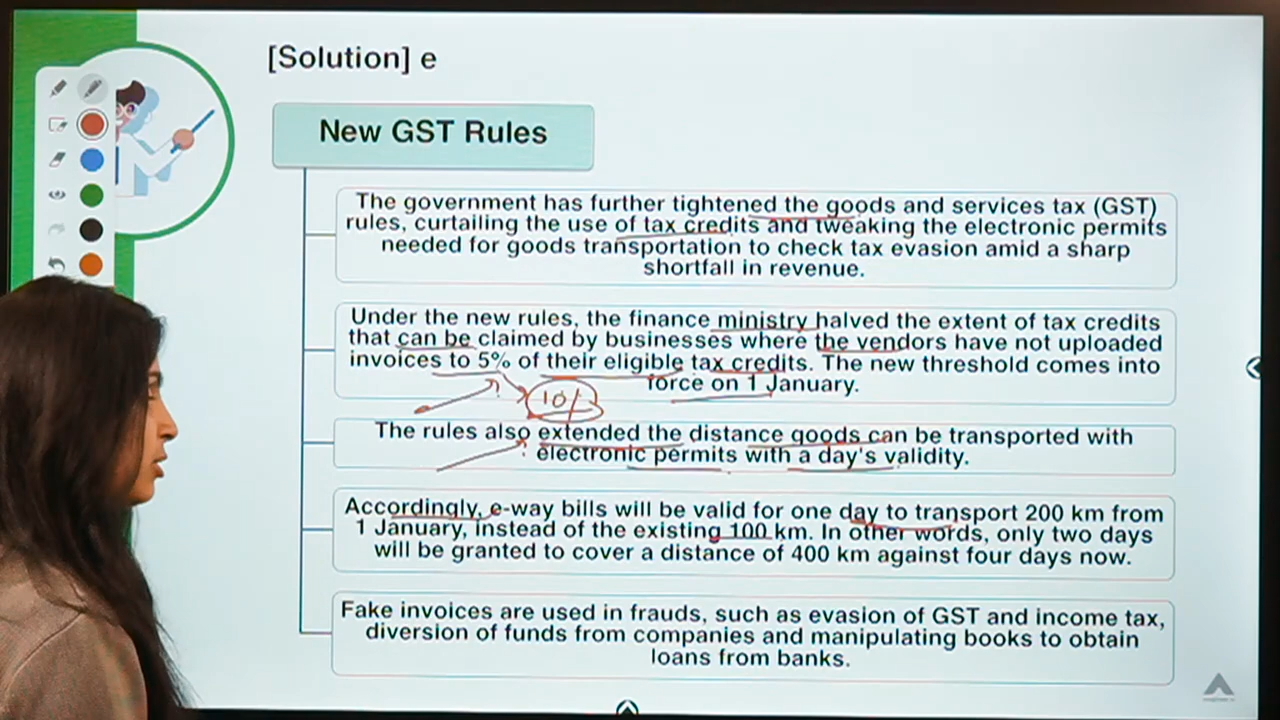 [Solution] e
New GST Rules
The government has further tightened the goods and services tax (GST)
rules, curtailing the use of tax credits and tweaking the electronic permits
needed for goods transportation to check tax evasion amid a sharp
shortfall in revenue.
Under the new rules, the finance ministry halved the extent of tax credits
that can be claimed by businesses where the vendors have not uploaded
invoices to 5% of their eligible tax credits. The new threshold comes into
force on 1 January.
10%
The rules also extended the distance goods can be transported with
electronic permits with a day's validity.
Accordingly, e-way bills will be valid for one day to transport 200 km from
1 January, instead of the existing 100 km. In other words, only two days
will be granted to cover a distance of 400 km against four days now.
Fake invoices are used in frauds, such as evasion of GST and income tax,
diversion of funds from companies and manipulating books to obtain
loans from banks.